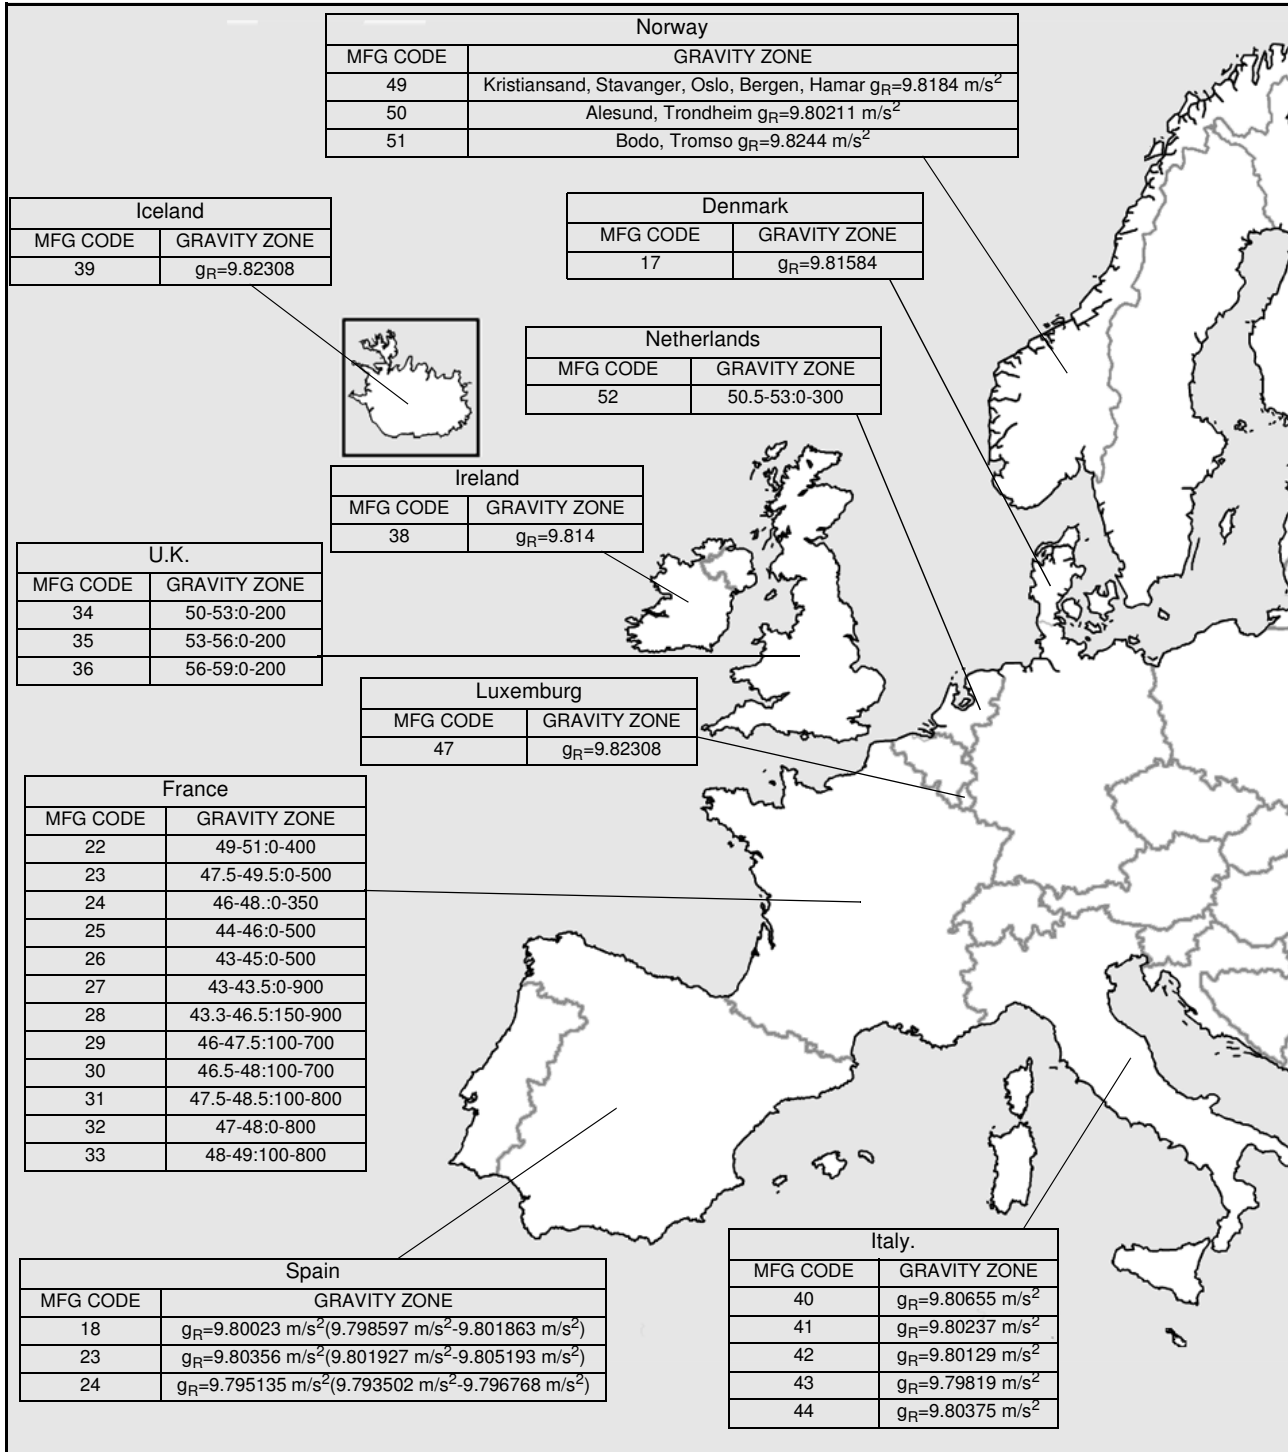 Norway
MFG CODE GRAVITY ZONE
49 Kristiansand, Stavanger, Oslo, Bergen, Hamar gR=9.8184 m/s2
50 Alesund, Trondheim gR=9.80211 m/s2
51 Bodo, Tromso gR=9.8244 m/s2
Iceland
MFG CODE GRAVITY ZONE
39 gR=9.82308
Denmark
MFG CODE GRAVITY ZONE
17 gR=9.81584
Netherlands
MFG CODE GRAVITY ZONE
52 50.5-53:0-300
Ireland
MFG CODE GRAVITY ZONE
38 gR=9.814
U.K.
MFG CODE GRAVITY ZONE
34 50-53:0-200
35 53-56:0-200
36 56-59:0-200
Luxemburg
MFG CODE GRAVITY ZONE
47 gR=9.82308
France
MFG CODE GRAVITY ZONE
22 49-51:0-400
23 47.5-49.5:0-500
24 46-48.:0-350
25 44-46:0-500
26 43-45:0-500
27 43-43.5:0-900
28 43.3-46.5:150-900
29 46-47.5:100-700
30 46.5-48:100-700
31 47.5-48.5:100-800
32 47-48:0-800
33 48-49:100-800
Spain
MFG CODE GRAVITY ZONE
18 gR=9.80023 m/s2(9.798597 m/s2-9.801863 m/s2)
23 gR=9.80356 m/s2(9.801927 m/s2-9.805193 m/s2)
24 gR=9.795135 m/s2(9.793502 m/s2-9.796768 m/s2)
Italy.
MFG CODE GRAVITY ZONE
40 gR=9.80655 m/s2
41 gR=9.80237 m/s2
42 gR=9.80129 m/s2
43 gR=9.79819 m/s2
44 gR=9.80375 m/s2